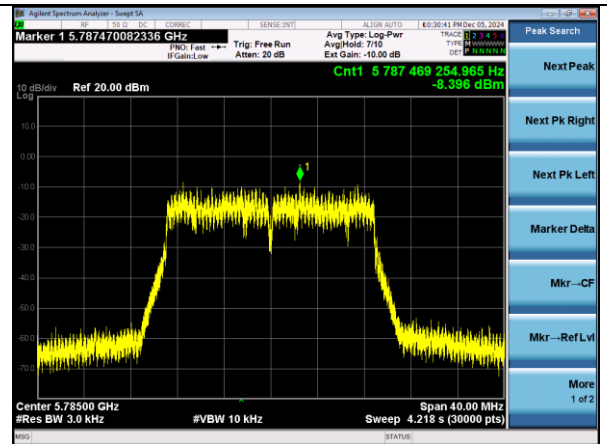 Agilent Spectrum Analyzer - Swept SA
RF 50 Ω DC CORREC SENSE:INT ALIGN AUTO 10:30:41 PM Dec 05, 2024
Marker 1 5.787470082336 GHz
PNO: Fast Trig: Free Run Avg Type: Log-Pwr TRACE 1 2 3 4 5 6
IFGain:Low Atten: 20 dB Avg|Hold: 7/10 TYPE M W W W W W
Ext Gain: -10.00 dB DET P N N N N N
Cnt1 5 787 469 254.965 Hz
-8.396 dBm
10 dB/div Ref 20.00 dBm
Log
10.0
0.00
-10.0
-20.0
-30.0
-40.0
-50.0
-60.0
-70.0
1
Center 5.78500 GHz Span 40.00 MHz
#Res BW 3.0 kHz #VBW 10 kHz Sweep 4.218 s (30000 pts)
MSG STATUS
Peak Search
Next Peak
Next Pk Right
Next Pk Left
Marker Delta
Mkr→CF
Mkr→Ref Lvl
More
1 of 2